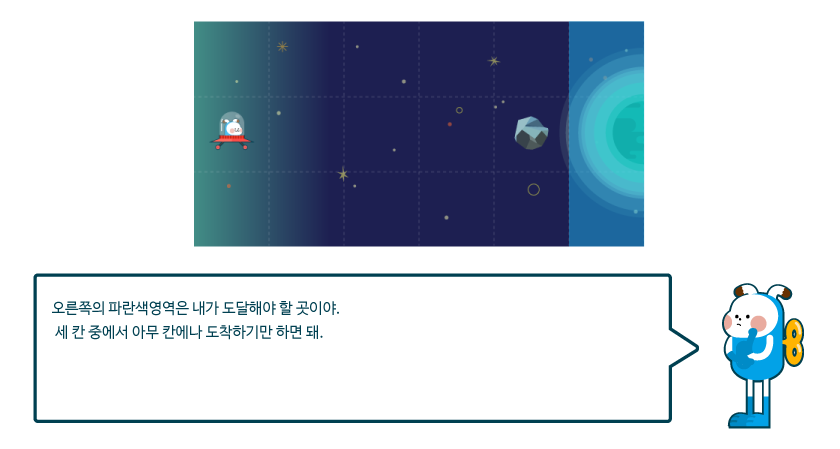 오른쪽의 파란색영역은 내가 도달해야 할 곳이야.
세 칸 중에서 아무 칸에나 도착하기만 하면 돼.